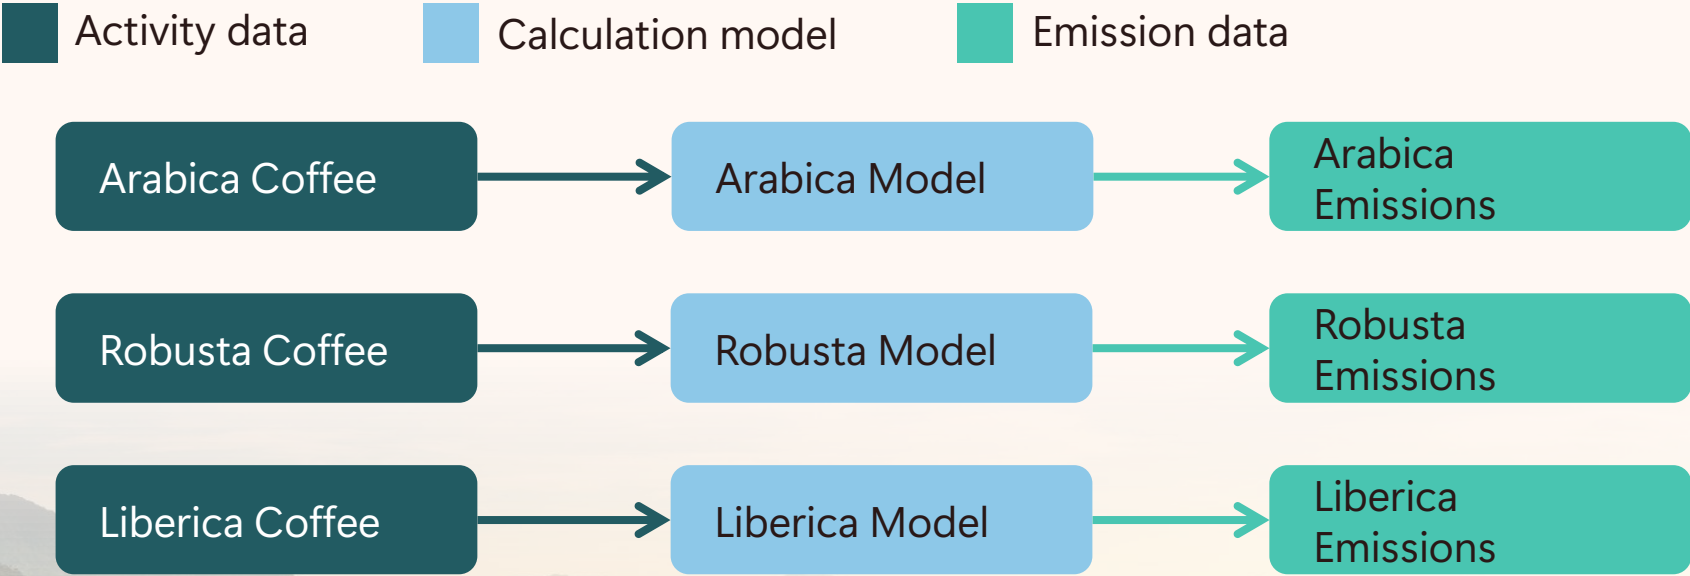 Activity data
Calculation model
Emission data
Arabica Coffee
Arabica Model
Arabica
Emissions
Robusta Coffee
Robusta Model
Robusta
Emissions
Liberica Coffee
Liberica Model
Liberica
Emissions